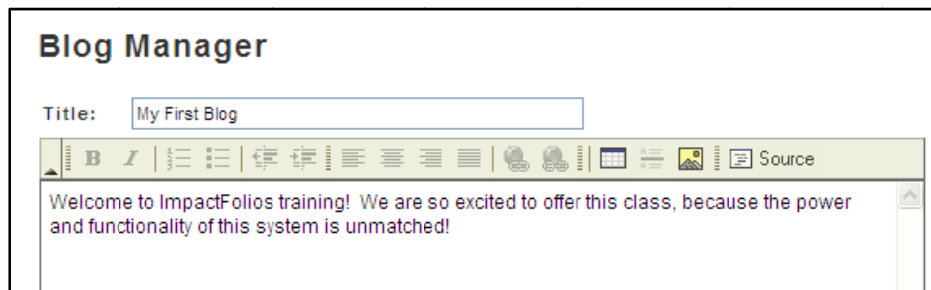 Blog Manager
Title: My First Blog
B I Source
Welcome to ImpactFolios training! We are so excited to offer this class, because the power
and functionality of this system is unmatched!